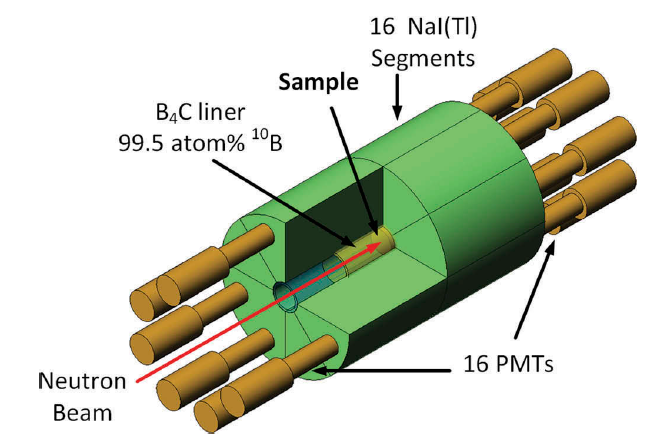 16 NaI(Tl)
Segments
Sample
B₄C liner
99.5 atom% ¹⁰B
16 PMTs
Neutron
Beam